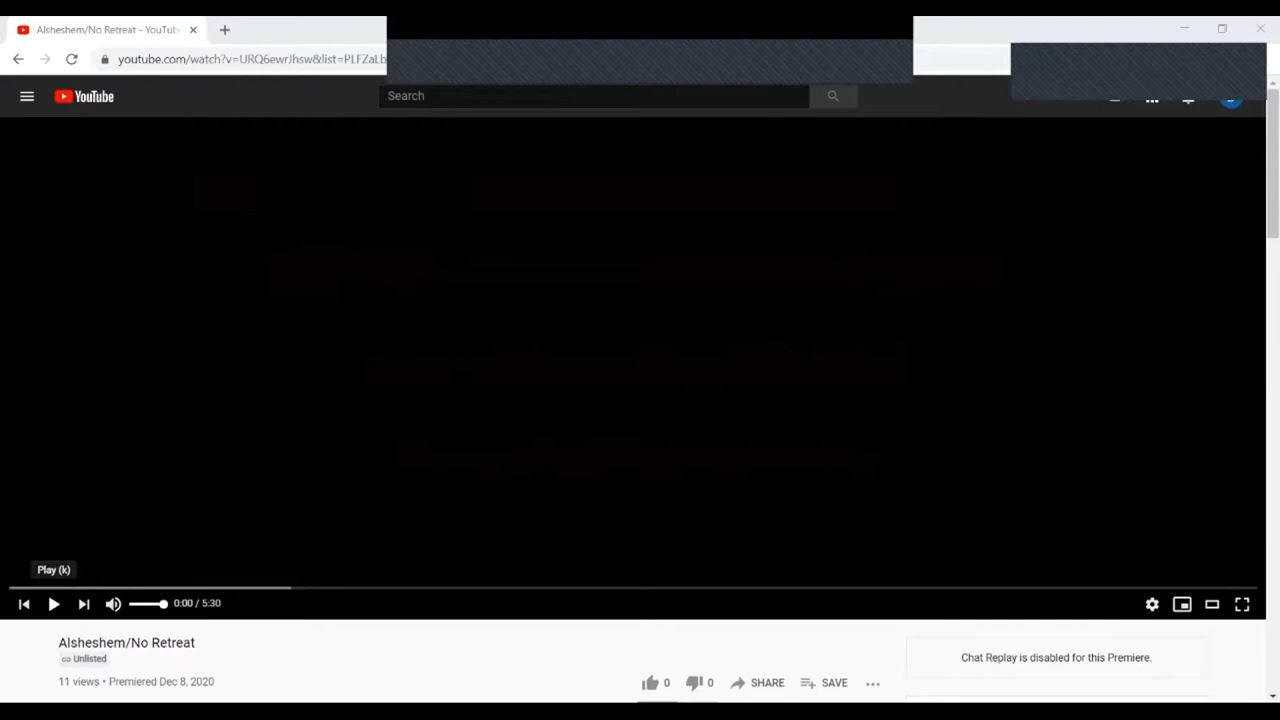 Alsheshem/No Retreat - YouTub
youtube.com/watch?v=URQ6ewrJhsw&list=PLFZaLb
YouTube
Search
Play (k)
0:00 / 5:30
Alsheshem/No Retreat
Unlisted
11 views • Premiered Dec 8, 2020
0
0
SHARE
SAVE
Chat Replay is disabled for this Premiere.